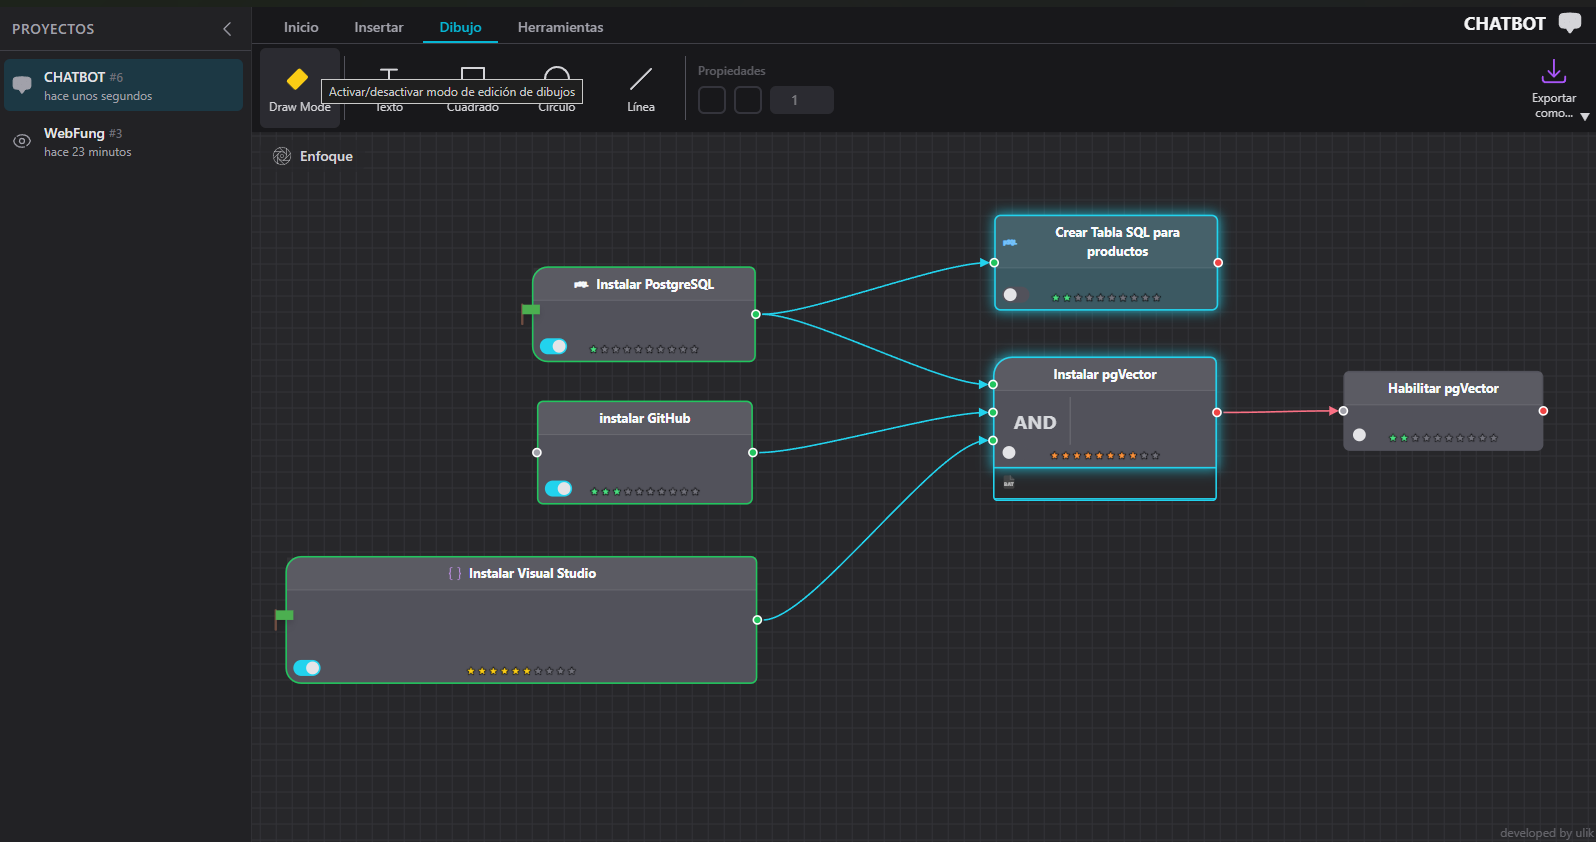 PROYECTOS
CHATBOT #6
hace unos segundos
WebFung #3
hace 23 minutos
Inicio
Insertar
Dibujo
Herramientas
CHATBOT
Draw Mode
Texto
Cuadrado
Círculo
Línea
Activar/desactivar modo de edición de dibujos
Propiedades
1
Exportar
como...
Enfoque
Crear Tabla SQL para
productos
Instalar PostgreSQL
Instalar pgVector
AND
Habilitar pgVector
instalar GitHub
Instalar Visual Studio
developed by ulik